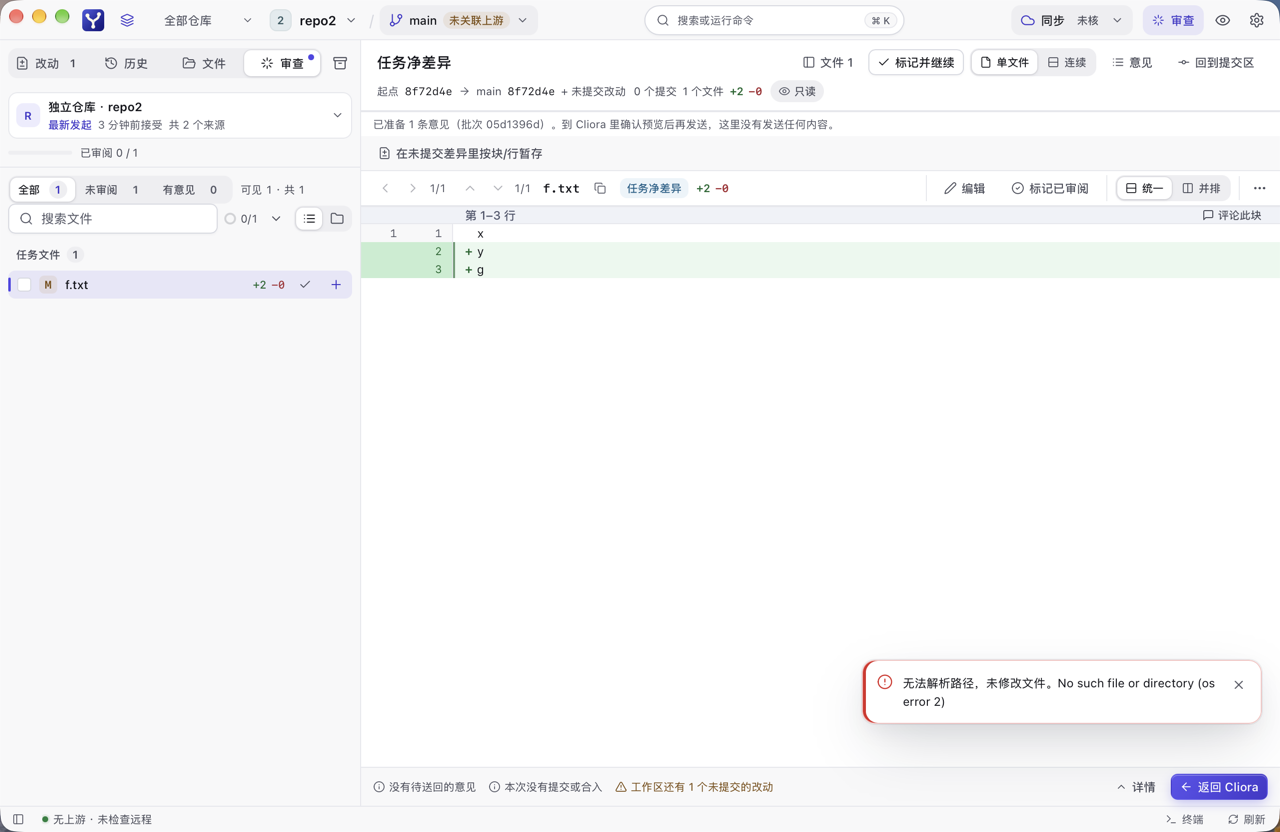 全部仓库 2 repo2 / main 未关联上游 搜索或运行命令 ⌘ K 同步 未核 审查
改动 1 历史 文件 审查
R 独立仓库 · repo2
最新发起 3 分钟前接受 共 2 个来源
已审阅 0 / 1
全部 1 未审阅 1 有意见 0 可见 1 · 共 1
搜索文件 0/1
任务文件 1
M f.txt +2 −0
任务净差异 文件 1 标记并继续 单文件 连续 意见 回到提交区
起点 8f72d4e → main 8f72d4e + 未提交改动 0 个提交 1 个文件 +2 −0 只读
已准备 1 条意见（批次 05d1396d）。到 Cliora 里确认预览后再发送，这里没有发送任何内容。
在未提交差异里按块/行暂存
1/1 1/1 f.txt 任务净差异 +2 −0 编辑 标记已审阅 统一 并排
第 1–3 行 评论此块
1 1 x
2 + y
3 + g
无法解析路径，未修改文件。No such file or directory (os
error 2)
没有待送回的意见 本次没有提交或合入 工作区还有 1 个未提交的改动 详情 返回 Cliora
无上游 · 未检查远程 终端 刷新